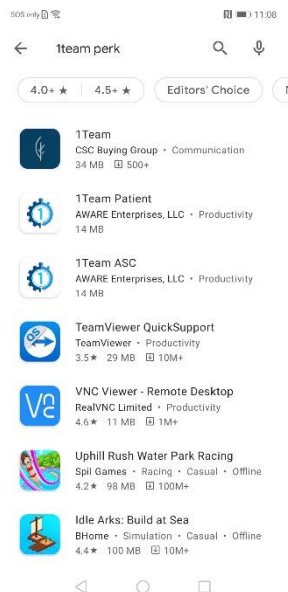 SOS only 11:08
1team perk
4.0+ ★ 4.5+ ★ Editors' Choice
1Team
CSC Buying Group • Communication
34 MB 500+
1Team Patient
AWARE Enterprises, LLC • Productivity
14 MB
1Team ASC
AWARE Enterprises, LLC • Productivity
14 MB
QS
TeamViewer QuickSupport
TeamViewer • Productivity
3.5★ 29 MB 10M+
VNC Viewer - Remote Desktop
RealVNC Limited • Productivity
4.6★ 11 MB 1M+
Uphill Rush Water Park Racing
Spil Games • Racing • Casual • Offline
4.2★ 98 MB 100M+
Idle Arks: Build at Sea
BHome • Simulation • Casual • Offline
4.4★ 100 MB 10M+